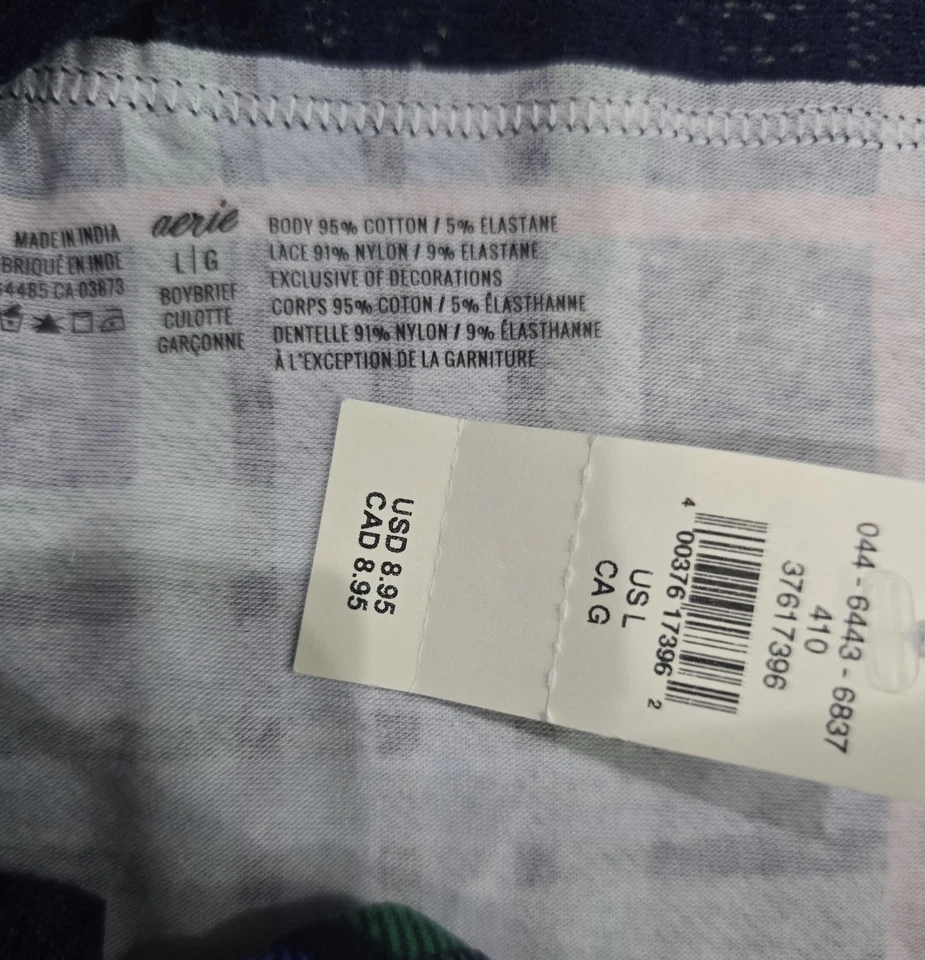 MADE IN INDIA
BRIQUÉ EN INDE
4485 CA 03873
aerie
L | G
BOYBRIEF
CULOTTE
GARÇONNE
BODY 95% COTTON / 5% ELASTANE
LACE 91% NYLON / 9% ELASTANE
EXCLUSIVE OF DECORATIONS
CORPS 95% COTON / 5% ÉLASTHANNE
DENTELLE 91% NYLON / 9% ÉLASTHANNE
À L'EXCEPTION DE LA GARNITURE
044 - 6443 - 6837
410
37617396
4 00376 17396 2
US L
CA G
USD 8.95
CAD 8.95